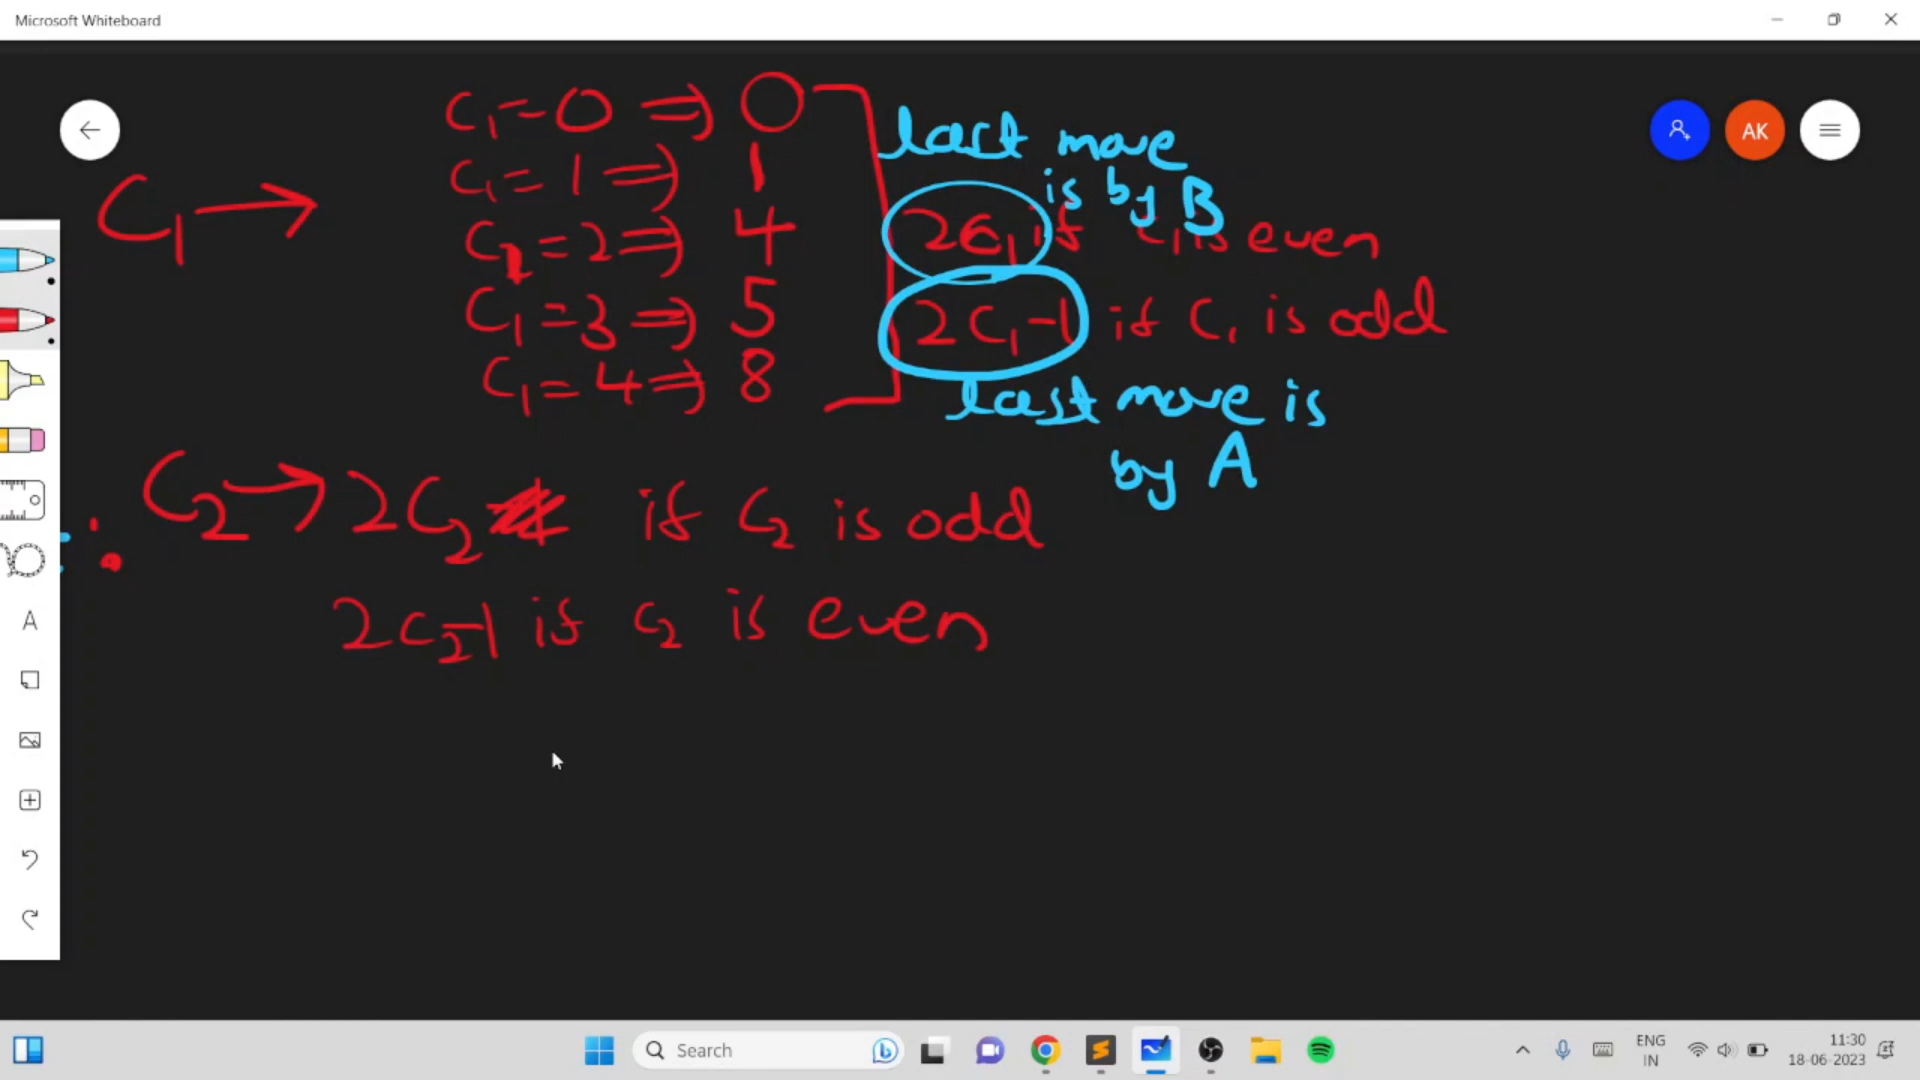 Microsoft Whiteboard
C₁ →
C₁ = 0 ⇒ 0
C₁ = 1 ⇒ 1
C₁ = 2 ⇒ 4
C₁ = 3 ⇒ 5
C₁ = 4 ⇒ 8
last move
is by B
2C₁ if C₁ is even
2C₁-1 if C₁ is odd
last move is
by A
AK
C₂ → 2C₂ if C₂ is odd
2C₂-1 if C₂ is even
A
Search
ENG
IN
11:30
18-06-2023